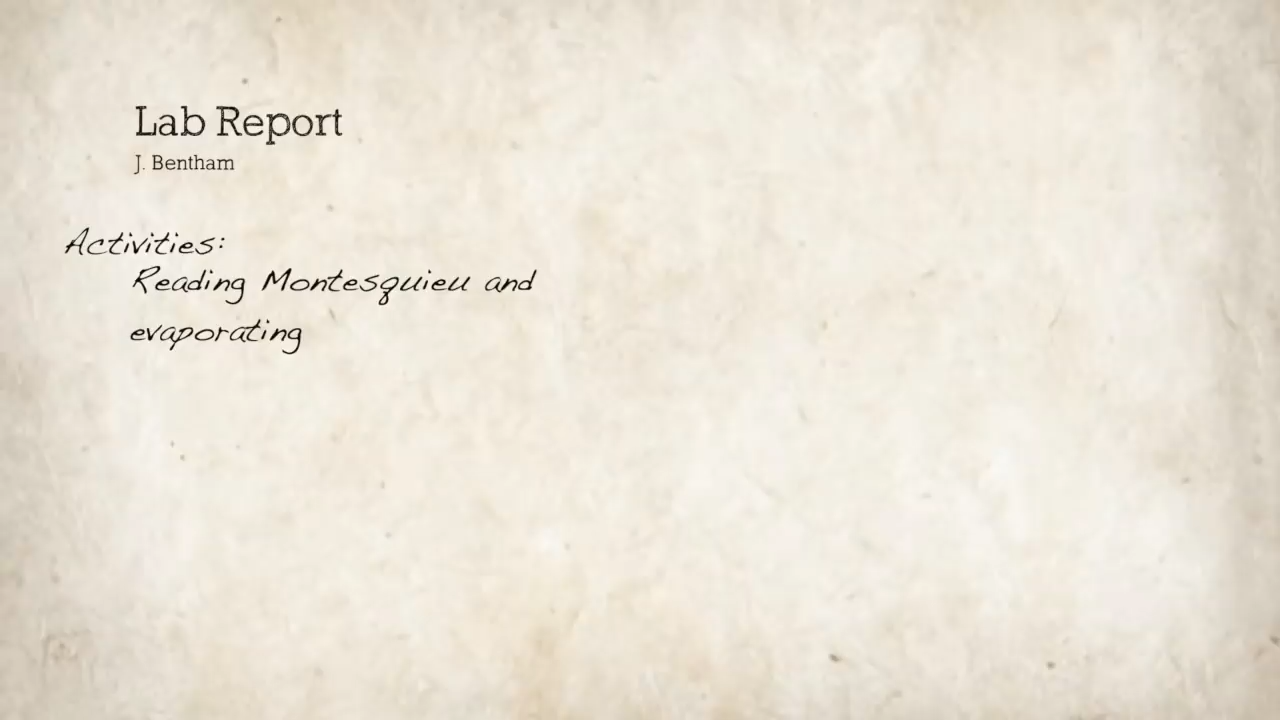 Lab Report
J. Bentham
Activities:
Reading Montesquieu and
evaporating